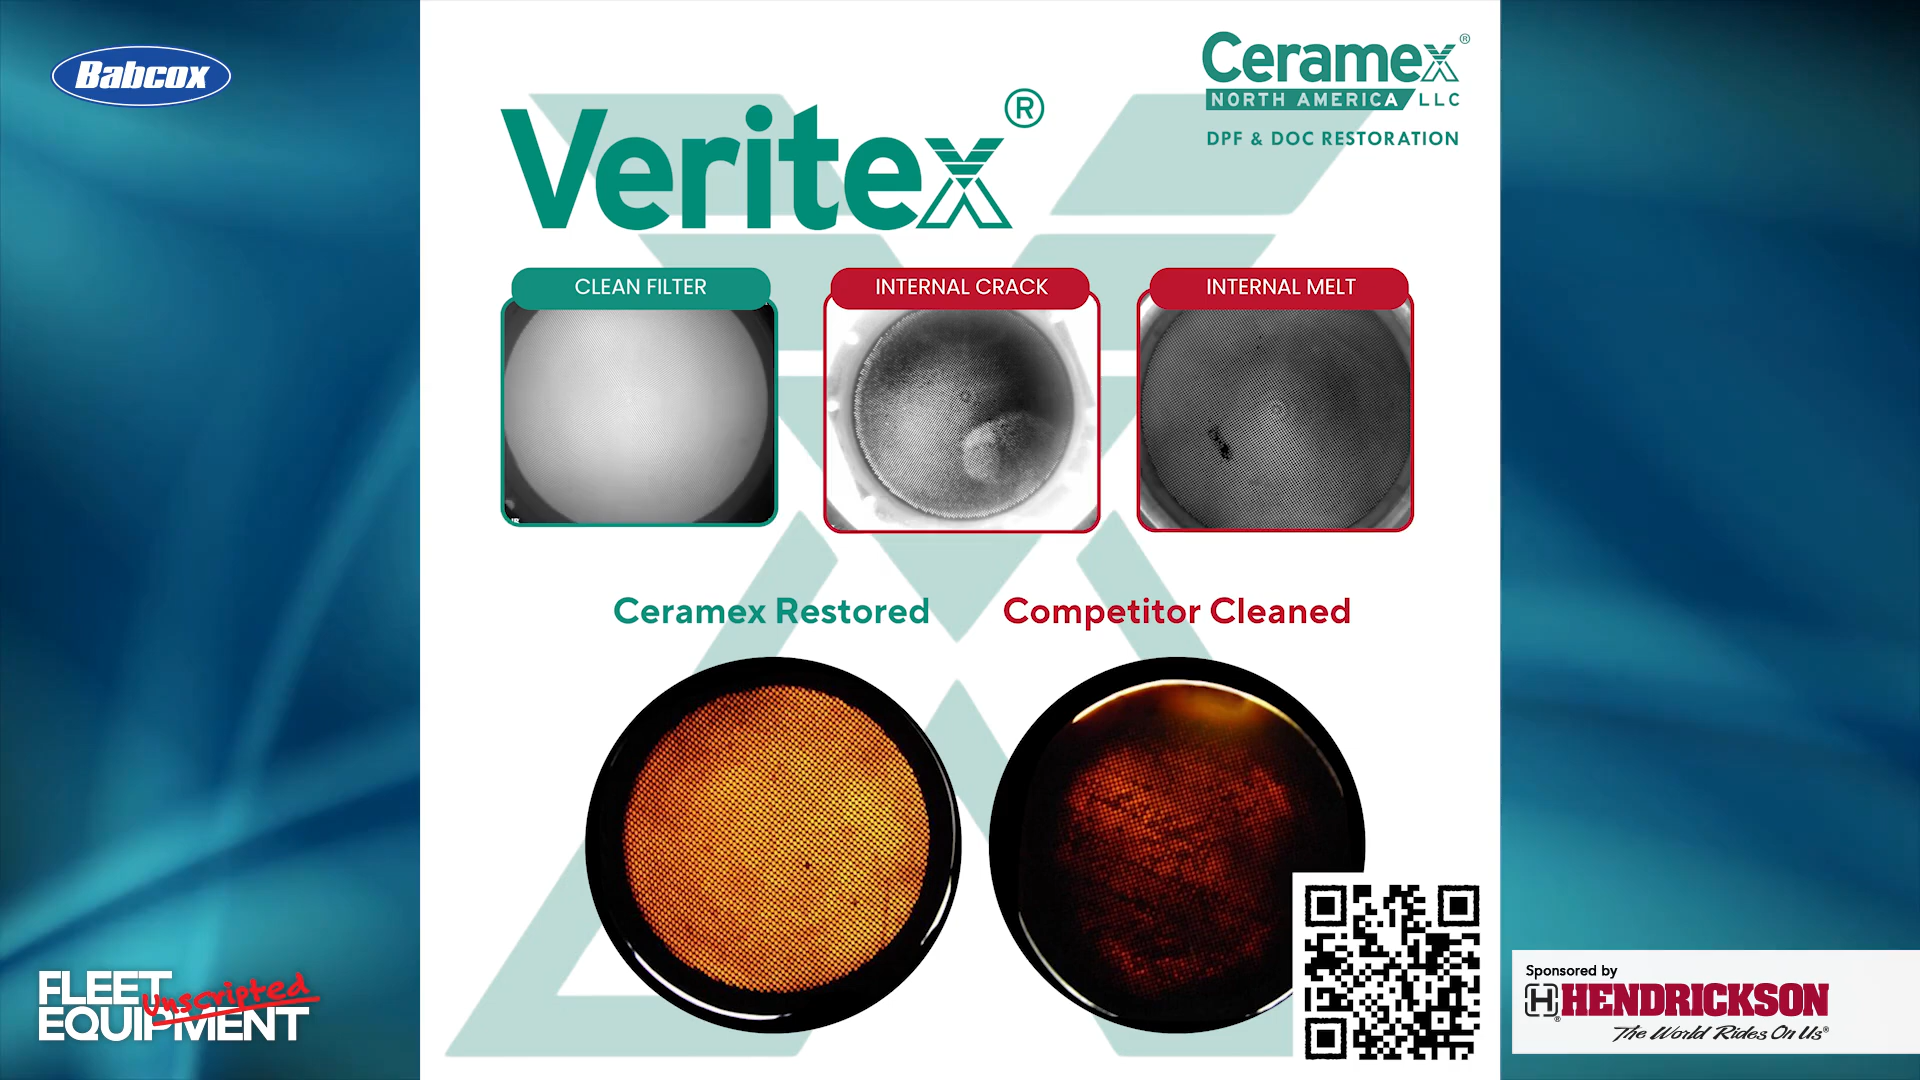 Babcox
Veritex®
Ceramex®
NORTH AMERICA LLC
DPF & DOC RESTORATION
CLEAN FILTER
INTERNAL CRACK
INTERNAL MELT
Ceramex Restored
Competitor Cleaned
FLEET
Unscripted
EQUIPMENT
Sponsored by
H® HENDRICKSON
The World Rides On Us®